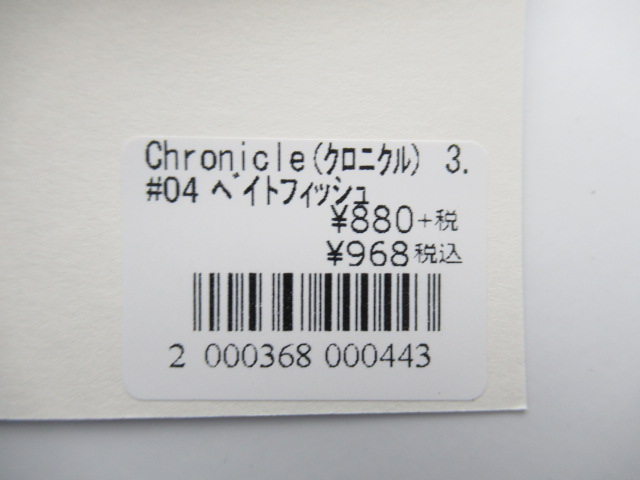 Chronicle(クロニクル) 3.
#04 ベイトフィッシュ
¥880+税
¥968税込
2 000368 000443